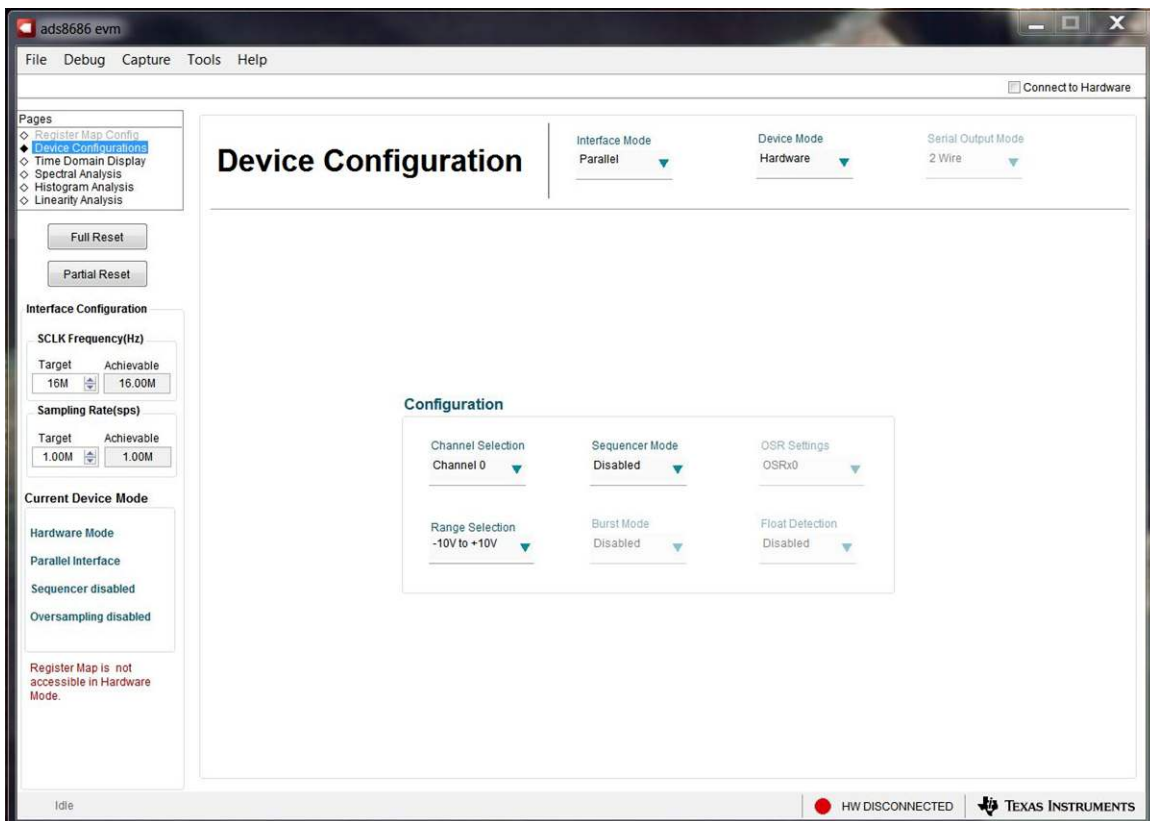 ads8686 evm
File Debug Capture Tools Help
Connect to Hardware
Pages
Register Map Config
Device Configurations
Time Domain Display
Spectral Analysis
Histogram Analysis
Linearity Analysis
Full Reset
Partial Reset
Interface Configuration
SCLK Frequency(Hz)
Target Achievable
16M 16.00M
Sampling Rate(sps)
Target Achievable
1.00M 1.00M
Current Device Mode
Hardware Mode
Parallel Interface
Sequencer disabled
Oversampling disabled
Register Map is not
accessible in Hardware
Mode.
Device Configuration
Interface Mode
Parallel
Device Mode
Hardware
Serial Output Mode
2 Wire
Configuration
Channel Selection
Channel 0
Sequencer Mode
Disabled
OSR Settings
OSRx0
Range Selection
-10V to +10V
Burst Mode
Disabled
Float Detection
Disabled
Idle
HW DISCONNECTED
TEXAS INSTRUMENTS